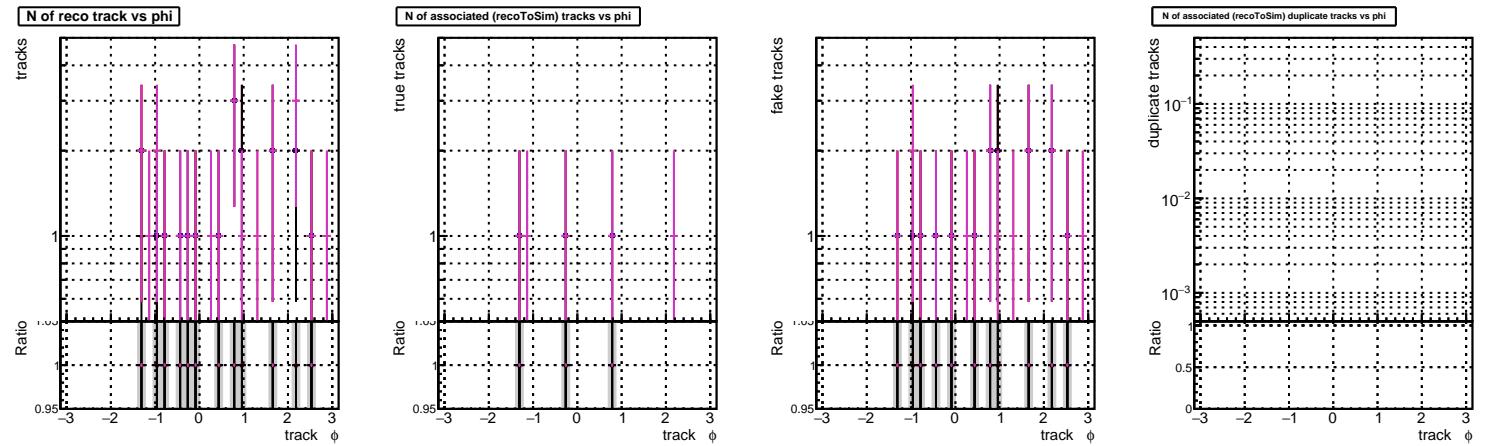 N of reco track vs phi
tracks
1
Ratio
1.05
1
0.95
−3 −2 −1 0 1 2 3
track ϕ
N of associated (recoToSim) tracks vs phi
true tracks
1
Ratio
1.05
1
0.95
−3 −2 −1 0 1 2 3
track ϕ
fake tracks
1
Ratio
1.05
1
0.95
−3 −2 −1 0 1 2 3
track ϕ
N of associated (recoToSim) duplicate tracks vs phi
duplicate tracks
10−1
10−2
10−3
Ratio
1
0.5
0
−3 −2 −1 0 1 2 3
track ϕ